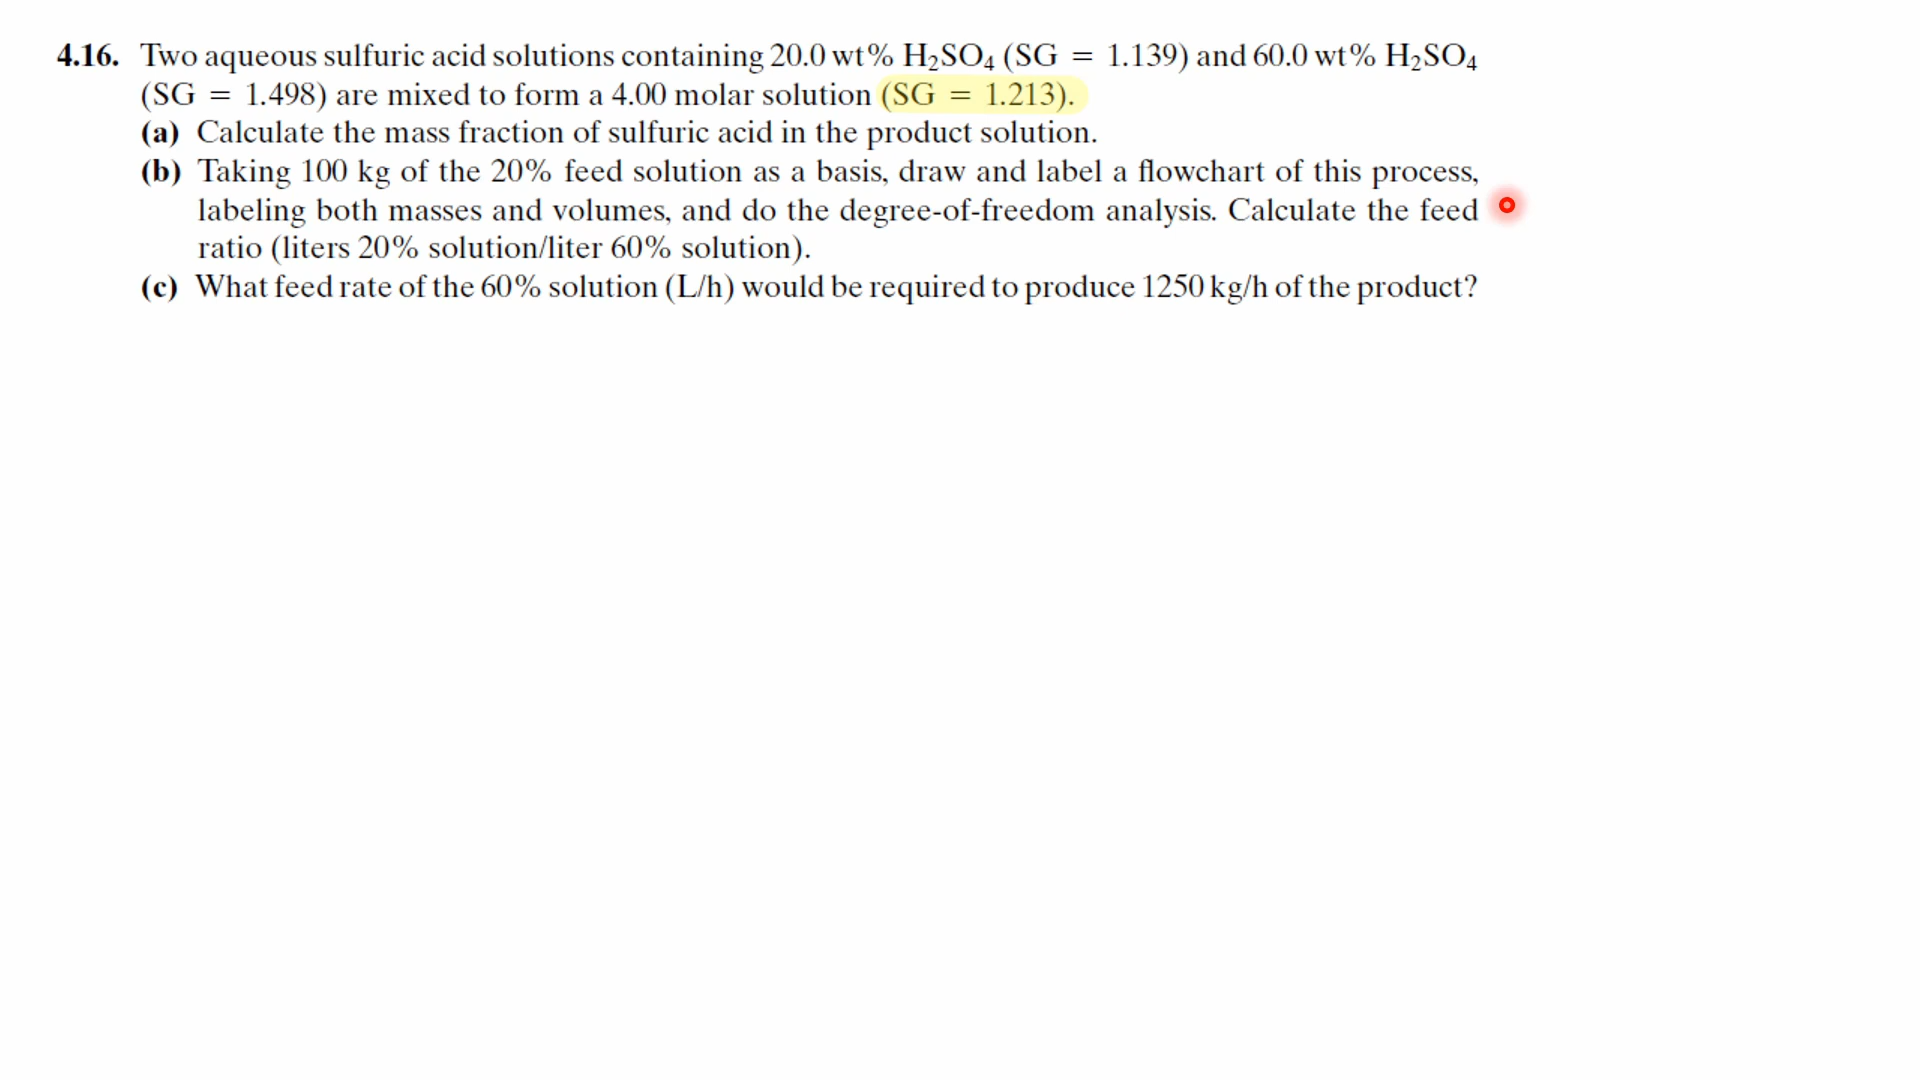 4.16. Two aqueous sulfuric acid solutions containing 20.0 wt% H₂SO₄ (SG = 1.139) and 60.0 wt% H₂SO₄
(SG = 1.498) are mixed to form a 4.00 molar solution (SG = 1.213).
(a) Calculate the mass fraction of sulfuric acid in the product solution.
(b) Taking 100 kg of the 20% feed solution as a basis, draw and label a flowchart of this process,
labeling both masses and volumes, and do the degree-of-freedom analysis. Calculate the feed
ratio (liters 20% solution/liter 60% solution).
(c) What feed rate of the 60% solution (L/h) would be required to produce 1250 kg/h of the product?